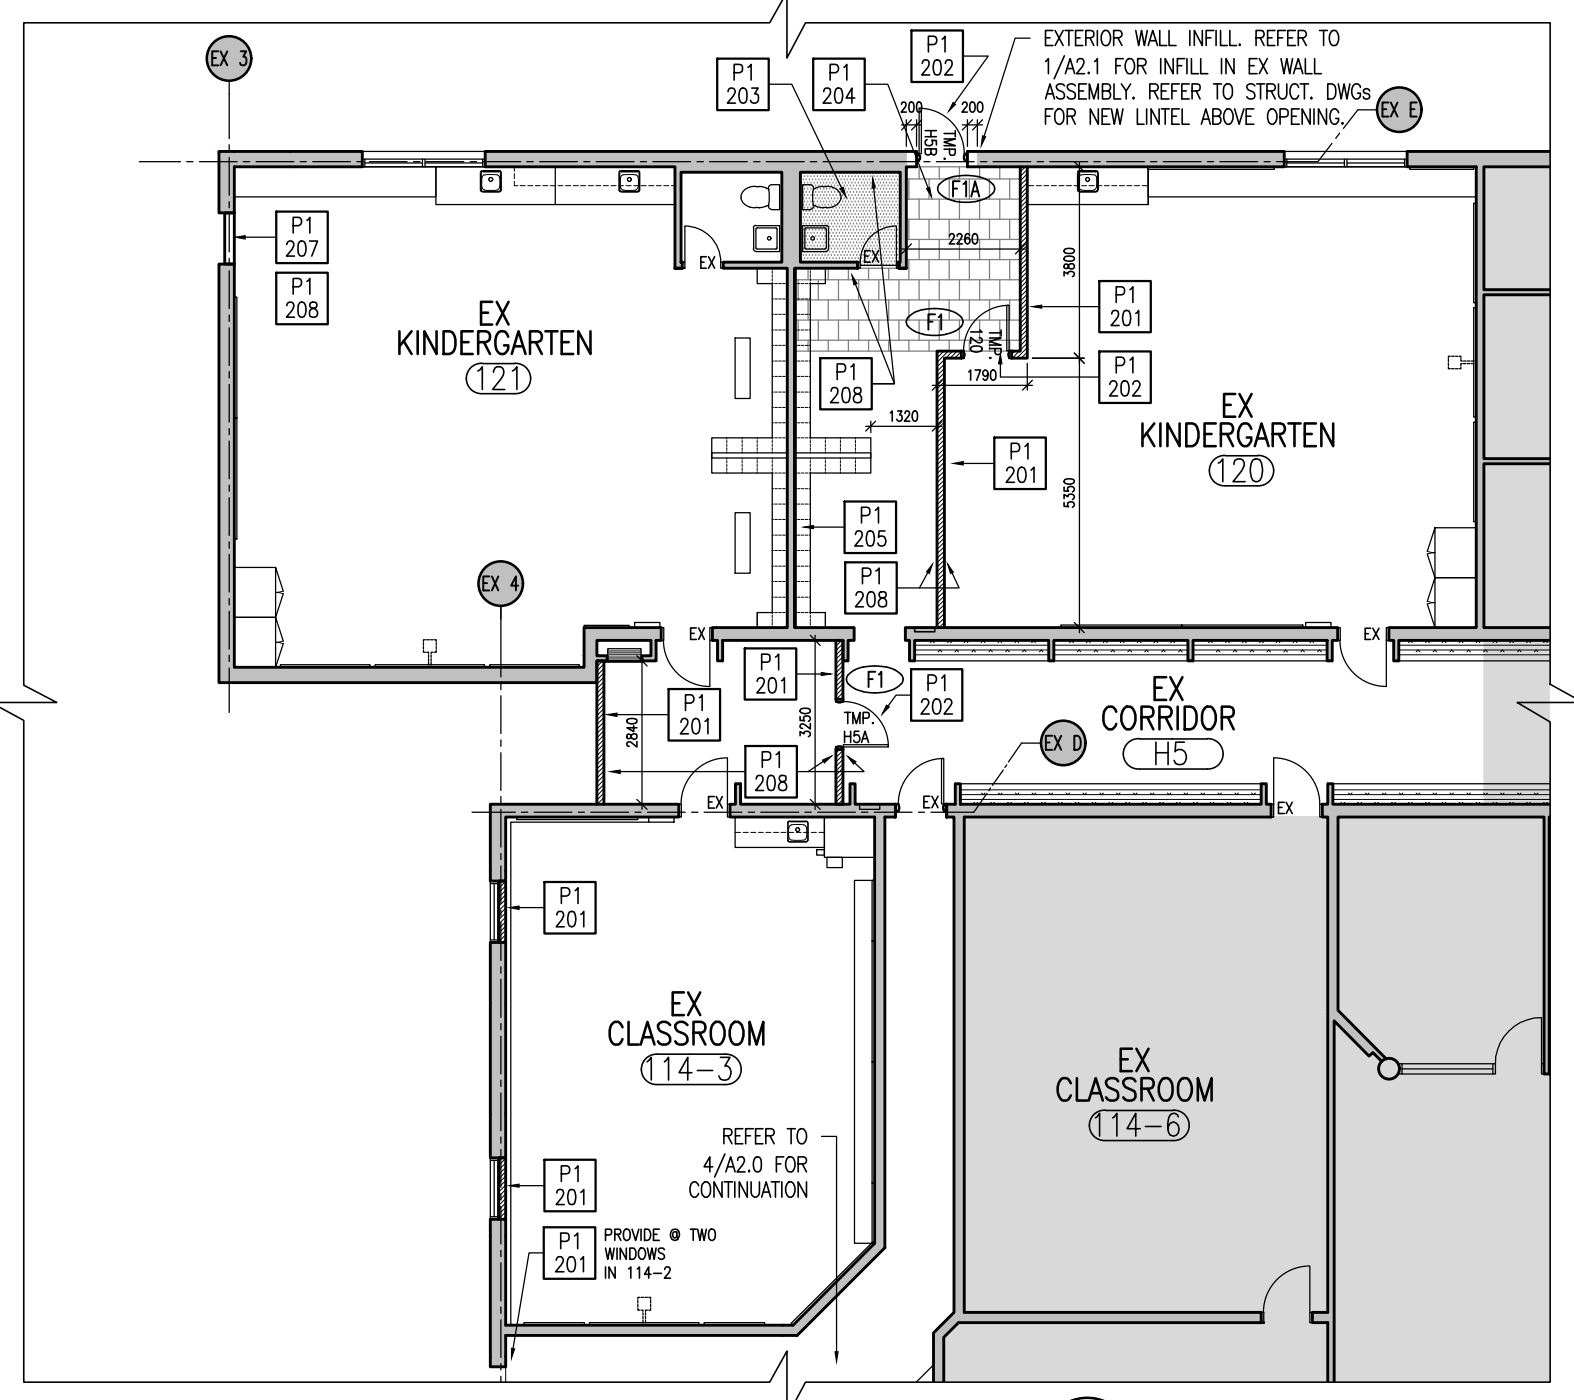 EX 3
P1
203
P1
204
P1
202
EXTERIOR WALL INFILL. REFER TO
1/A2.1 FOR INFILL IN EX WALL
ASSEMBLY. REFER TO STRUCT. DWGs
FOR NEW LINTEL ABOVE OPENING.
EX E
200
200
TMP.
H5B
F1A
P1
207
P1
208
EX
KINDERGARTEN
121
EX
EX
2260
3800
F1
TMP.
120
P1
201
P1
202
P1
208
1790
1320
EX
KINDERGARTEN
120
P1
201
5350
P1
205
P1
208
EX 4
EX
EX
P1
201
F1
P1
202
P1
201
2840
3250
TMP.
H5A
P1
208
EX
CORRIDOR
H5
EX D
EX
EX
EX
P1
201
EX
CLASSROOM
114-3
EX
CLASSROOM
114-6
REFER TO
4/A2.0 FOR
CONTINUATION
P1
201
P1
201
PROVIDE @ TWO
WINDOWS
IN 114-2